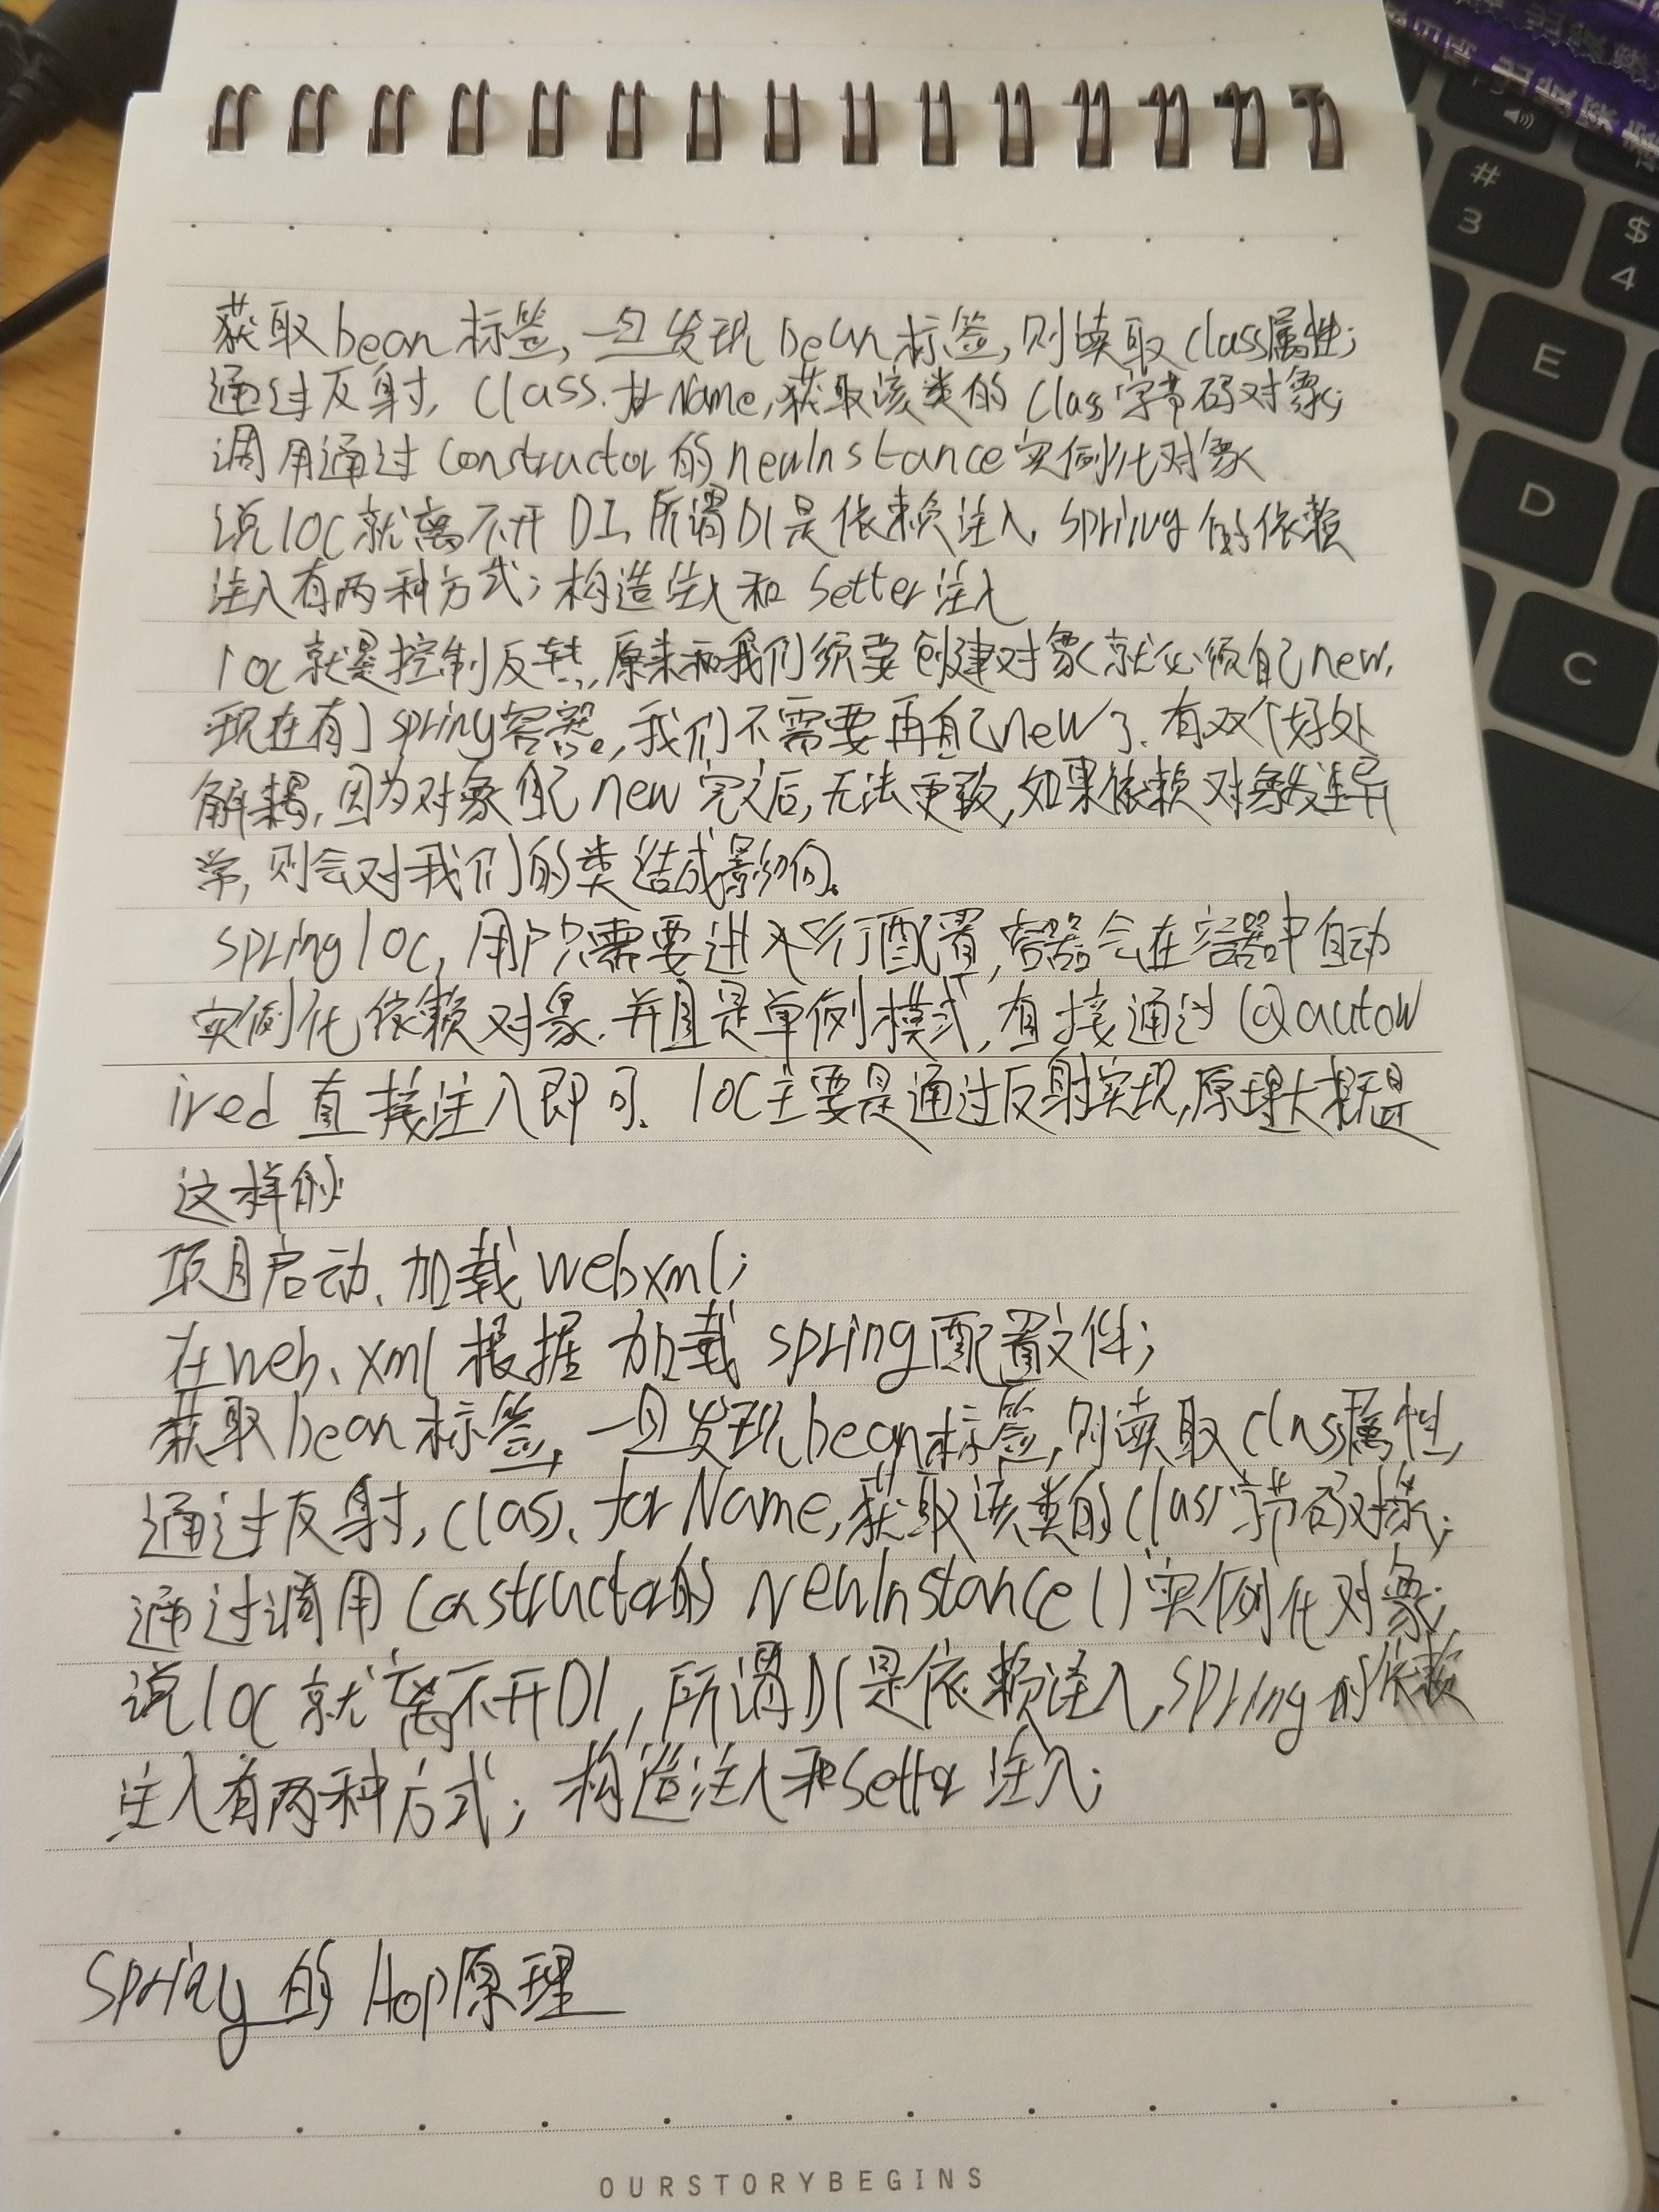 获取bean标签,一旦发现bean标签,则读取class属性;
通过反射, Class. Name,获取该类的Class字节码对象;
调用通过Constructor的newInstance实例化对象
说IOC就离不开DI,所谓DI是依赖注入, Spring的依赖
注入有两种方式;构造注入和Setter注入
IOC就是控制反转,原来和我们须要创建对象就必须自己new,
现在有了spring容器,我们不需要再自己new了.有双个好处
解耦,因为对象自己new完之后,无法更改,如果依赖对象发生异
常,则会对我们的类造成影响。
spring IOC,用户只需要进入行配置,容器会在容器中自动
实例化依赖对象.并且是单例模式,直接通过@autow
ired直接注入即可. IOC主要是通过反射实现,原理大概是
这样的
项目启动、加载webxml;
在web.xml根据加载spring配置文件;
获取bean标签,一旦发现bean标签,则读取class属性,
通过反射, Class.forName,获取该类的Class字节码对象;
通过调用Constructor的newInstance()实例化对象;
说IOC就离不开DI,所谓DI是依赖注入,Spring的依赖
注入有两种方式;构造注入和Setter注入;
Spring的Aop原理
#
3
$
4
E
D
C
OURSTORYBEGINS